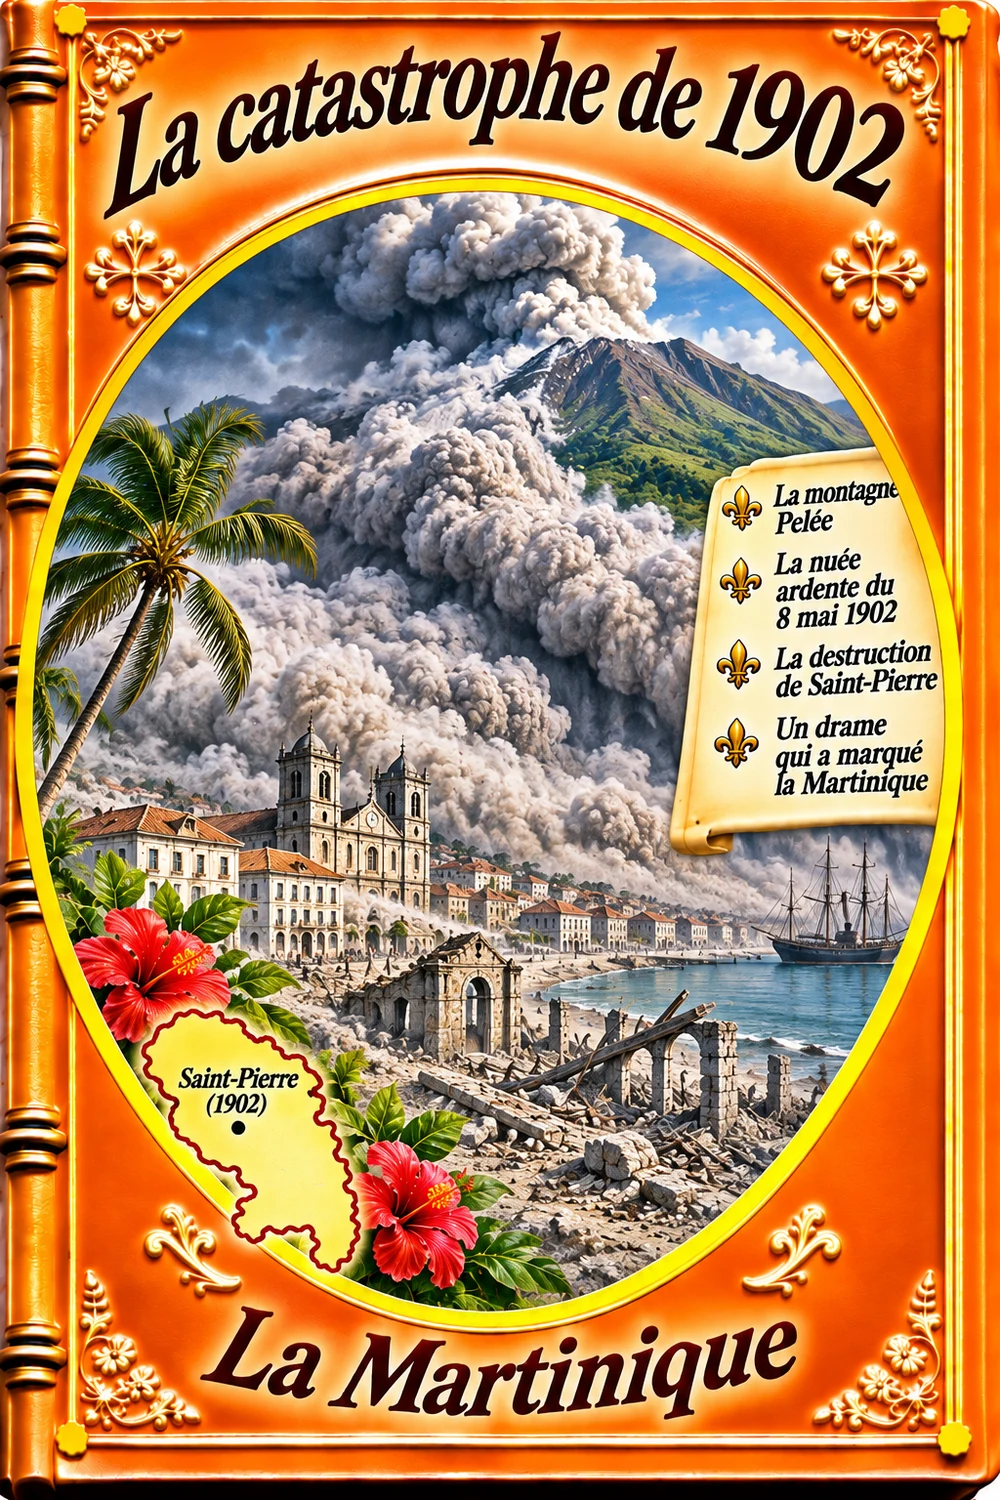 La catastrophe de 1902
La montagne
Pelée
La nuée
ardente du
8 mai 1902
La destruction
de Saint-Pierre
Un drame
qui a marqué
la Martinique
Saint-Pierre
(1902)
La Martinique